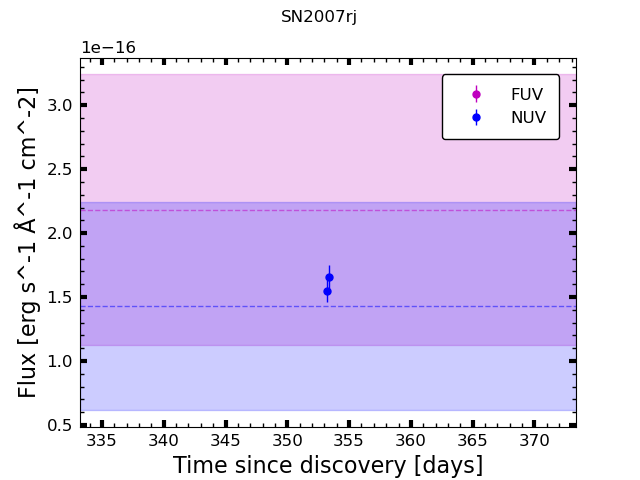 SN2007rj
1e−16
FUV
NUV
3.0
2.5
2.0
1.5
1.0
0.5
Flux [erg s^-1 Å^-1 cm^-2]
335 340 345 350 355 360 365 370
Time since discovery [days]